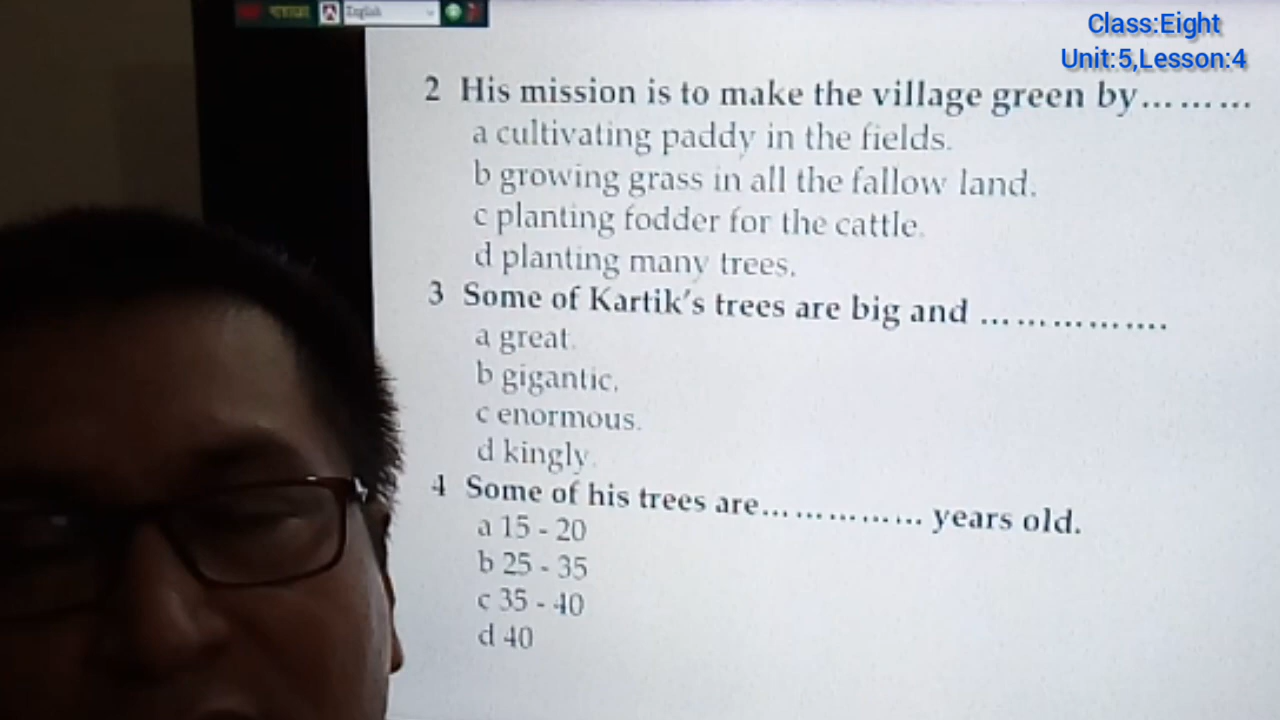 English
Class:Eight
Unit:5,Lesson:4
2 His mission is to make the village green by………
a cultivating paddy in the fields.
b growing grass in all the fallow land.
c planting fodder for the cattle.
d planting many trees.
3 Some of Kartik's trees are big and …………….
a great.
b gigantic.
c enormous.
d kingly.
4 Some of his trees are…………… years old.
a 15 - 20
b 25 - 35
c 35 - 40
d 40